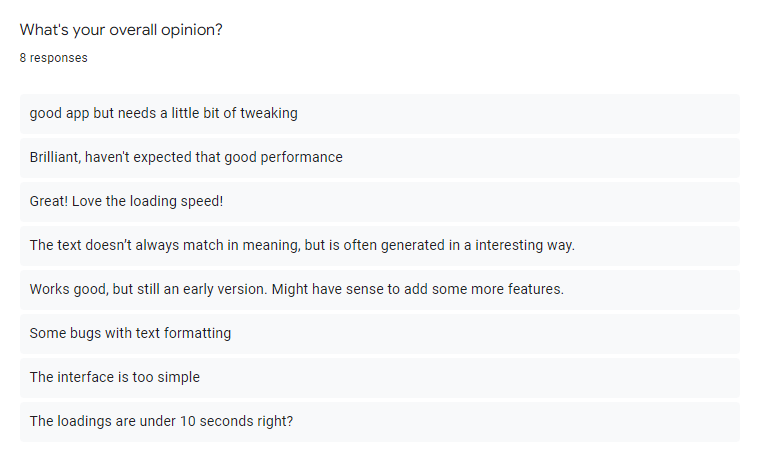 What's your overall opinion?
8 responses
good app but needs a little bit of tweaking
Brilliant, haven't expected that good performance
Great! Love the loading speed!
The text doesn’t always match in meaning, but is often generated in a interesting way.
Works good, but still an early version. Might have sense to add some more features.
Some bugs with text formatting
The interface is too simple
The loadings are under 10 seconds right?